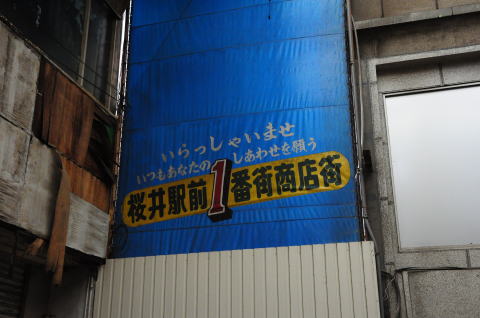 いらっしゃいませ
いつもあなたのしあわせを願う
桜井駅前1番街商店街